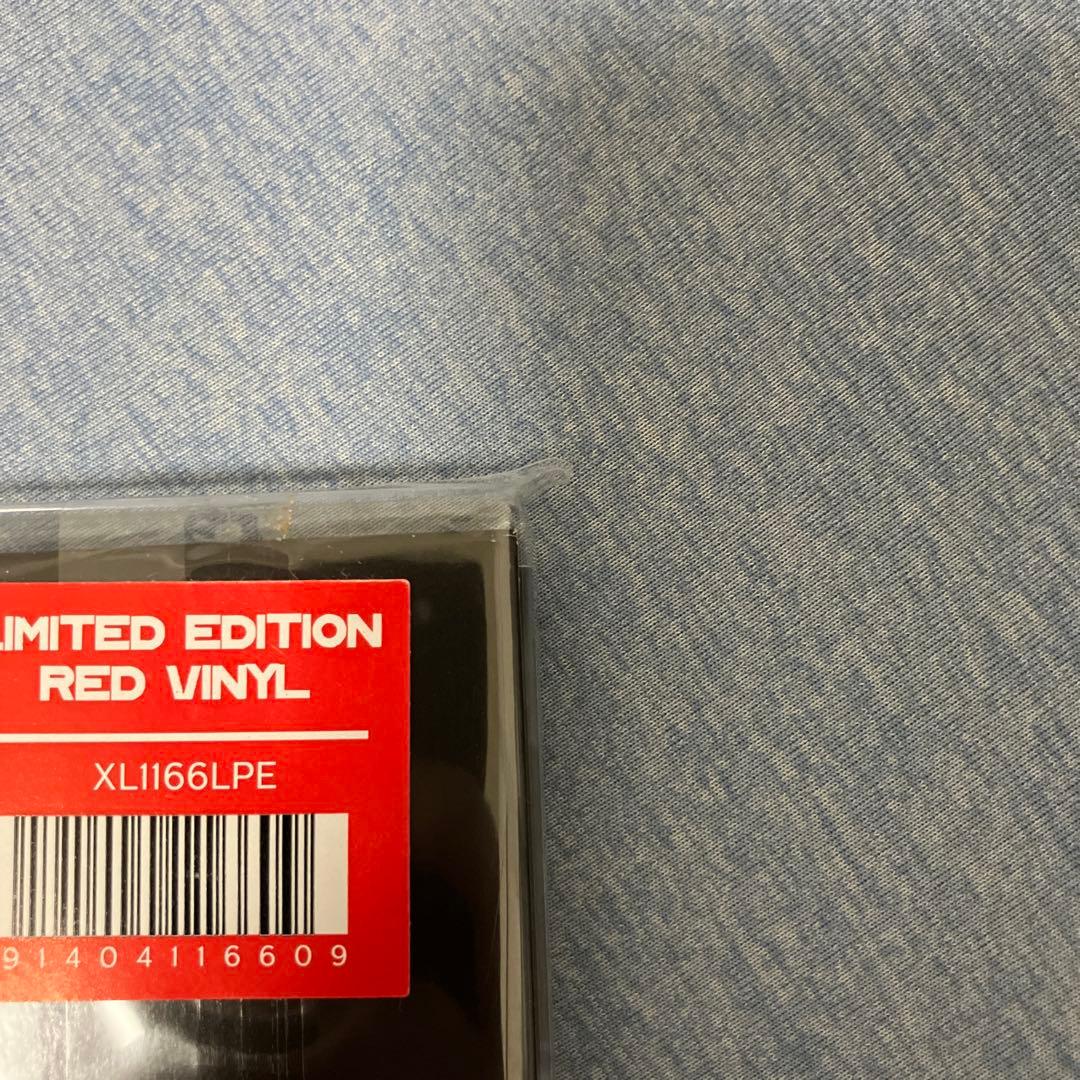 LIMITED EDITION
RED VINYL
XL1166LPE
91404116609